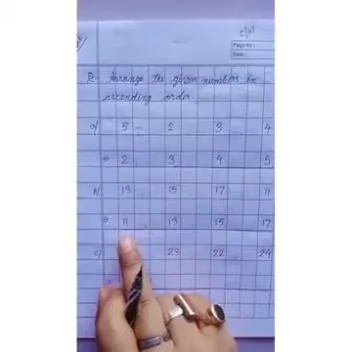 c/w
Page No.:
Date:
Q. Arrange the given numbers in
ascending order.
a) 5 - 2 , 3 , 4
⇒ 2 , 3 , 4 , 5
b) 13 , 15 , 17 , 11
⇒ 11 , 13 , 15 , 17
c) 23 , 22 , 24